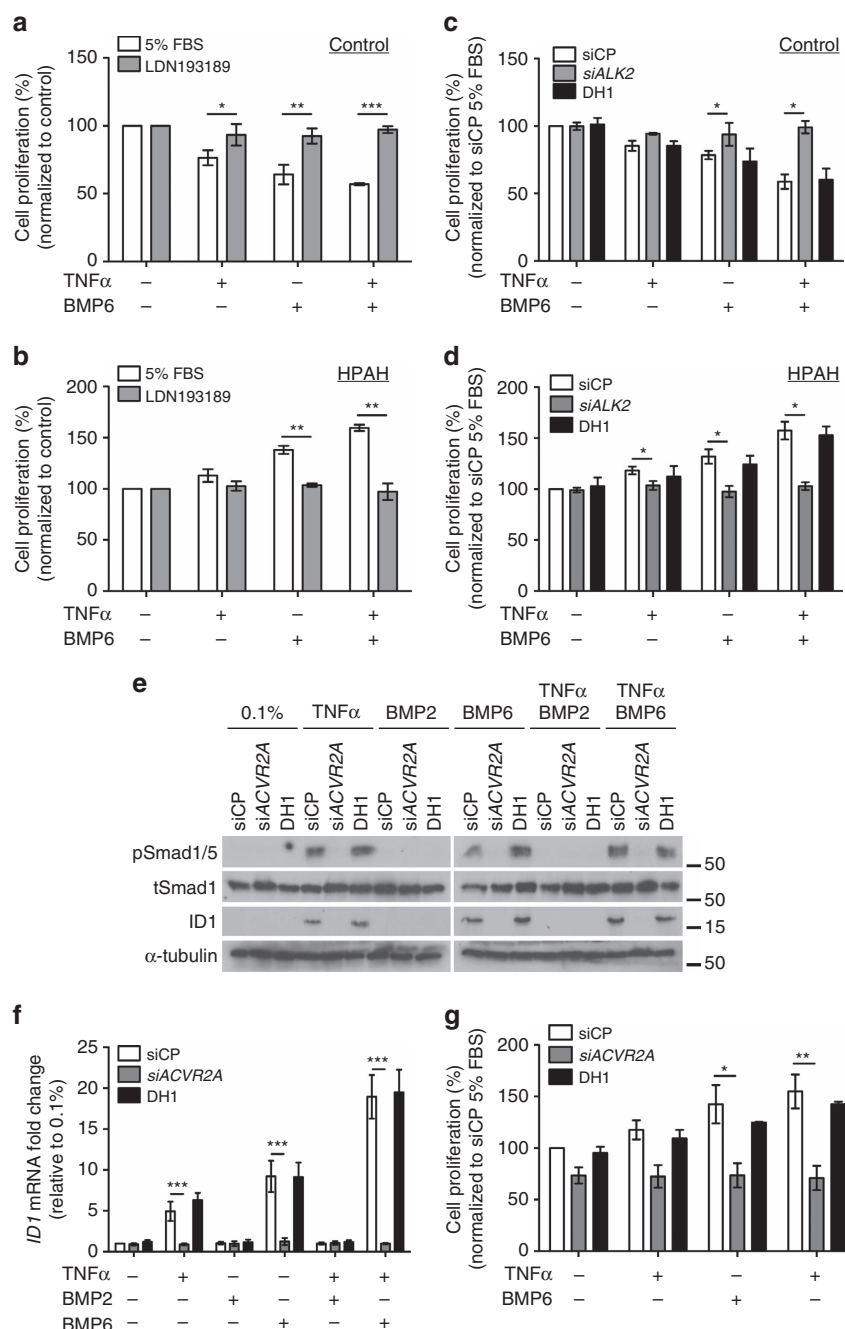 a
5% FBS
LDN193189
Control
Cell proliferation (%)
(normalized to control)
150
100
50
0
* ** ***
TNFα – + – +
BMP6 – – + +
c
siCP
siALK2
DH1
Control
Cell proliferation (%)
(normalized to siCP 5% FBS)
150
100
50
0
* *
– + – +
– – + +
b
5% FBS
LDN193189
HPAH
Cell proliferation (%)
(normalized to control)
200
150
100
50
0
** **
TNFα – + – +
BMP6 – – + +
d
siCP
siALK2
DH1
HPAH
Cell proliferation (%)
(normalized to siCP 5% FBS)
200
150
100
50
0
* * *
TNFα – + – +
BMP6 – – + +
e
0.1% TNFα BMP2 BMP6 TNFα TNFα
BMP2 BMP6
siCP siACVR2A DH1 siCP siACVR2A DH1 siCP siACVR2A DH1 siCP siACVR2A DH1 siCP siACVR2A DH1 siCP siACVR2A DH1
pSmad1/5 50
tSmad1 50
ID1 15
α-tubulin 50
f
siCP
siACVR2A
DH1
ID1 mRNA fold change
(relative to 0.1%)
25
20
15
10
5
0
*** *** ***
TNFα – + – – + +
BMP2 – – + – + –
BMP6 – – – + – +
g
siCP
siACVR2A
DH1
Cell proliferation (%)
(normalized to siCP 5% FBS)
200
150
100
50
0
* **
TNFα – + – +
BMP6 – – + –